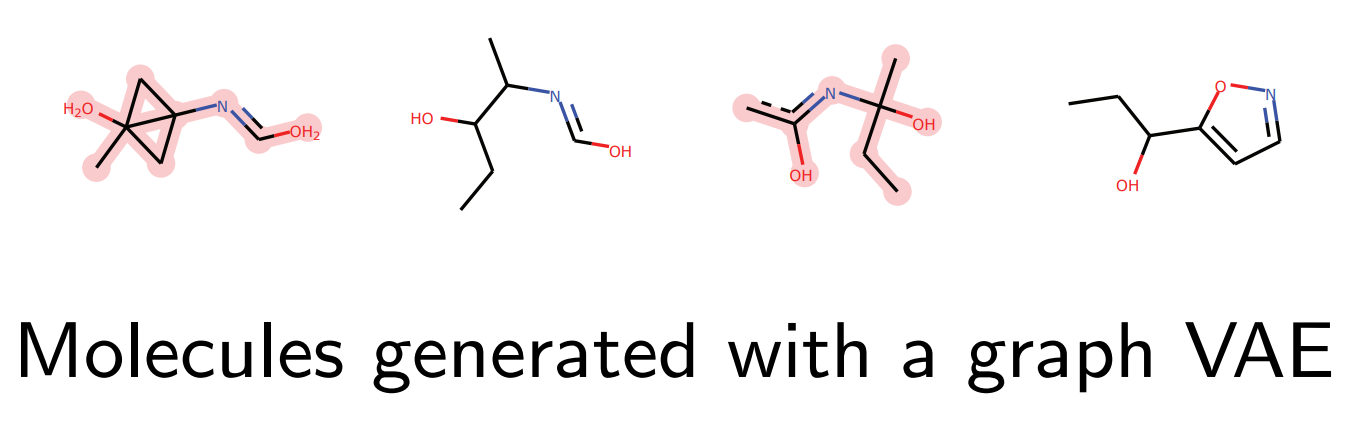 H₂O N OH₂ HO N OH N OH OH O N OH
Molecules generated with a graph VAE